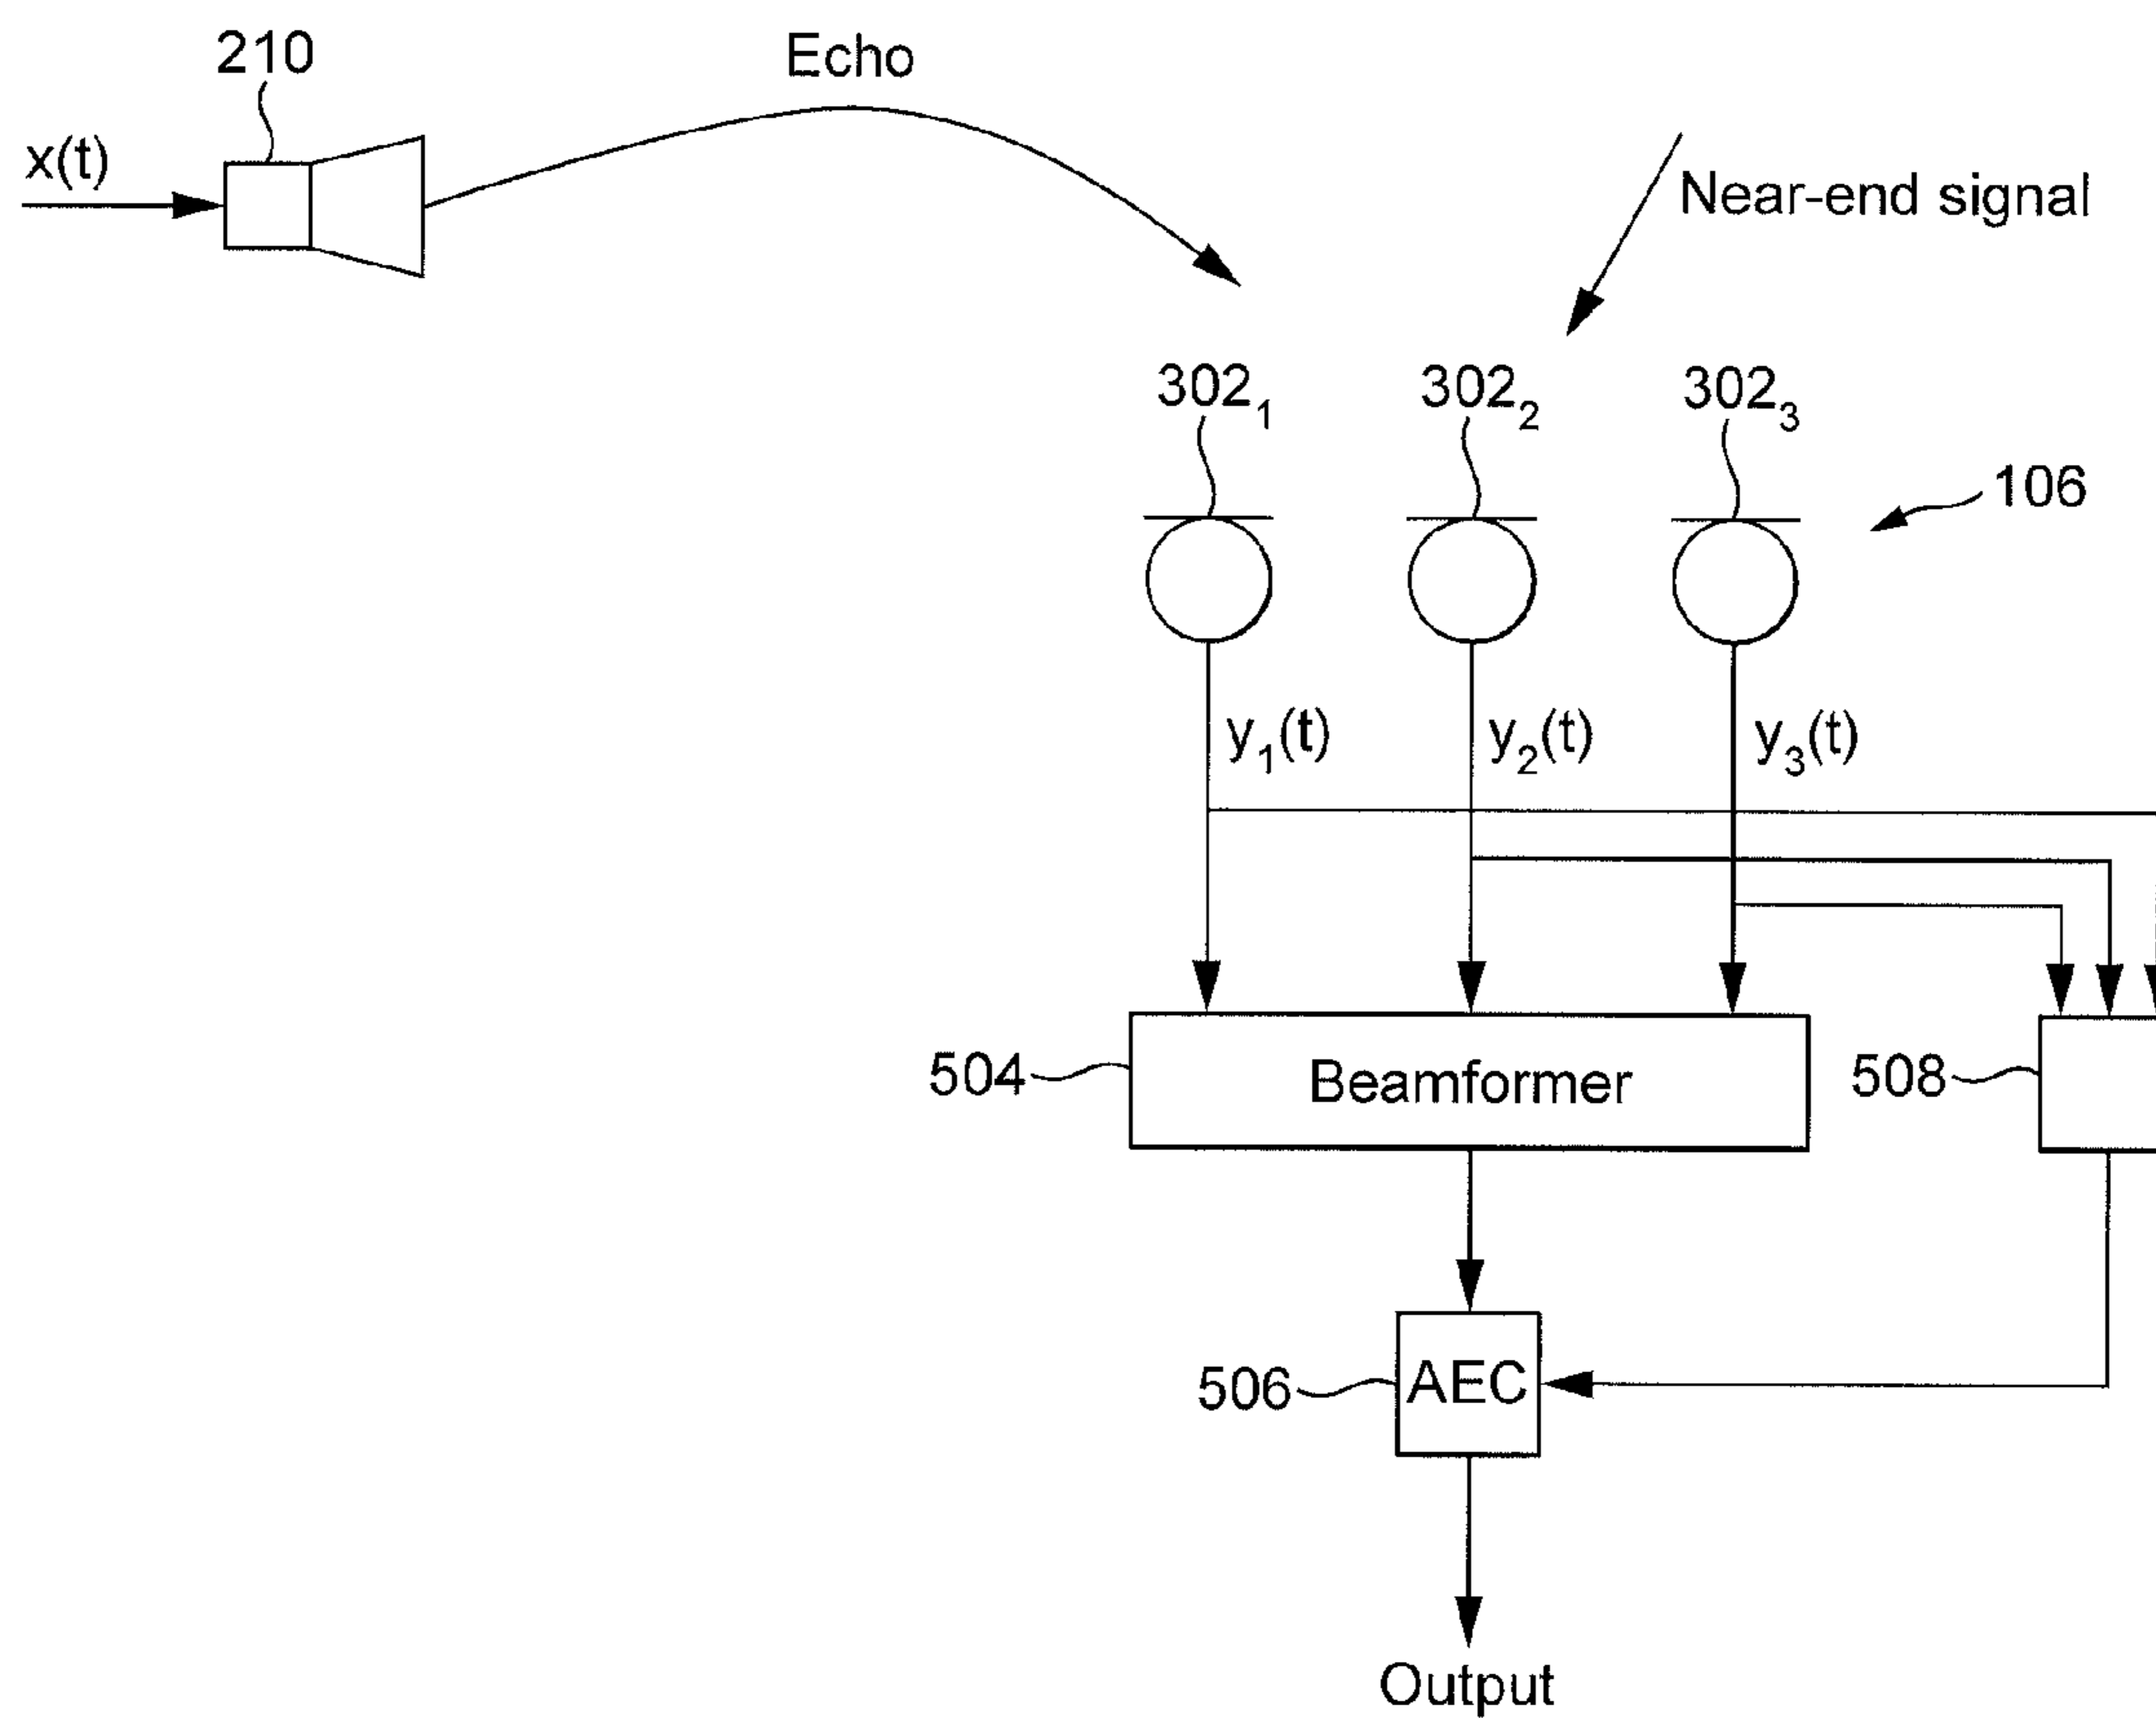 210
Echo
x(t)
Near-end signal
302₁
302₂
302₃
106
y₁(t)
y₂(t)
y₃(t)
504
Beamformer
508
506
AEC
Output